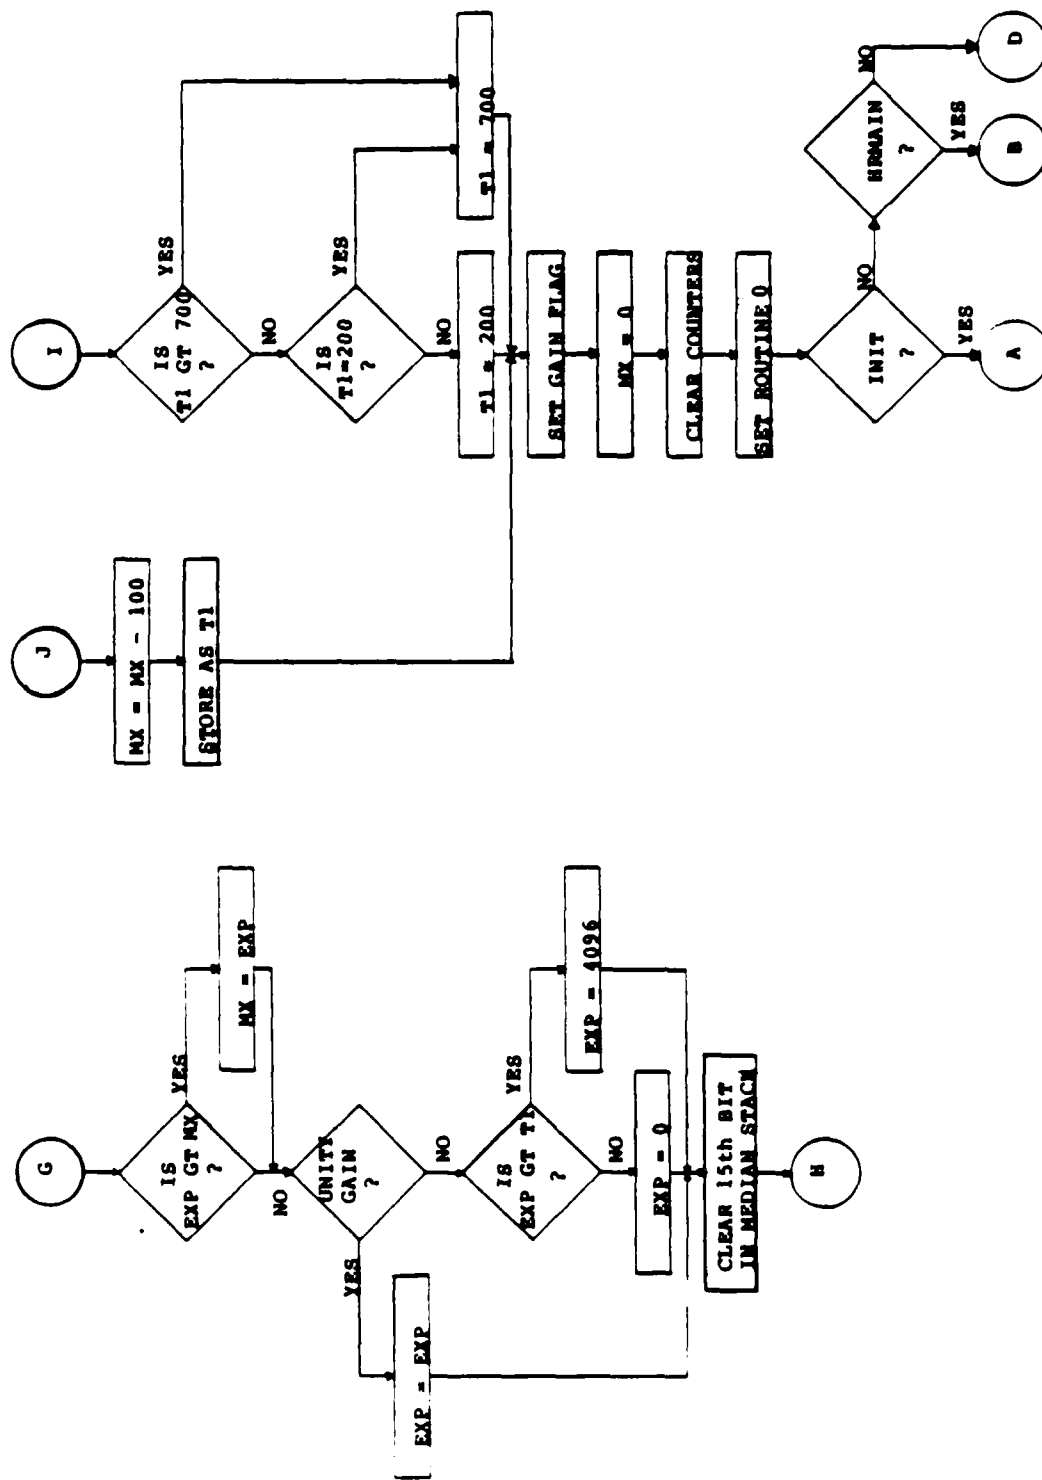 G
IS
EXP GT MX
?
YES
NO
MX = EXP
UNITY
GAIN
?
YES
NO
EXP = EXP
IS
EXP GT T1
?
YES
NO
EXP = 4096
EXP = 0
CLEAR 15th BIT
IN MEDIAN STACK
H
J
MX = MX - 100
STORE AS T1
I
IS
T1 GT 700
?
YES
NO
IS
T1=200
?
YES
NO
T1 = 200
T1 = 700
SET GAIN FLAG
MX = 0
CLEAR COUNTERS
SET ROUTINE 0
INIT
?
NO
YES
A
HRMAIN
?
NO
YES
B
D